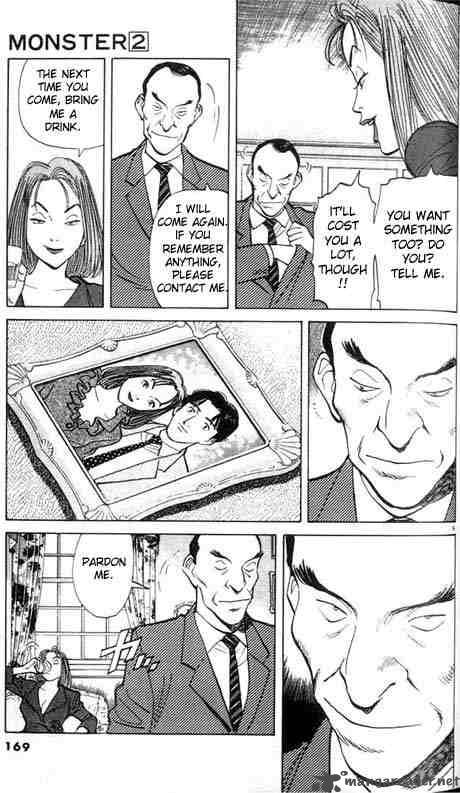 MONSTER 2
YOU WANT
SOMETHING
TOO? DO
YOU?
TELL ME.
IT'LL
COST YOU
A LOT,
THOUGH
!!
I WILL
COME AGAIN.
IF YOU
REMEMBER
ANYTHING,
PLEASE
CONTACT ME.
THE NEXT
TIME YOU
COME, BRING
ME A
DRINK.
PARDON
ME.
169